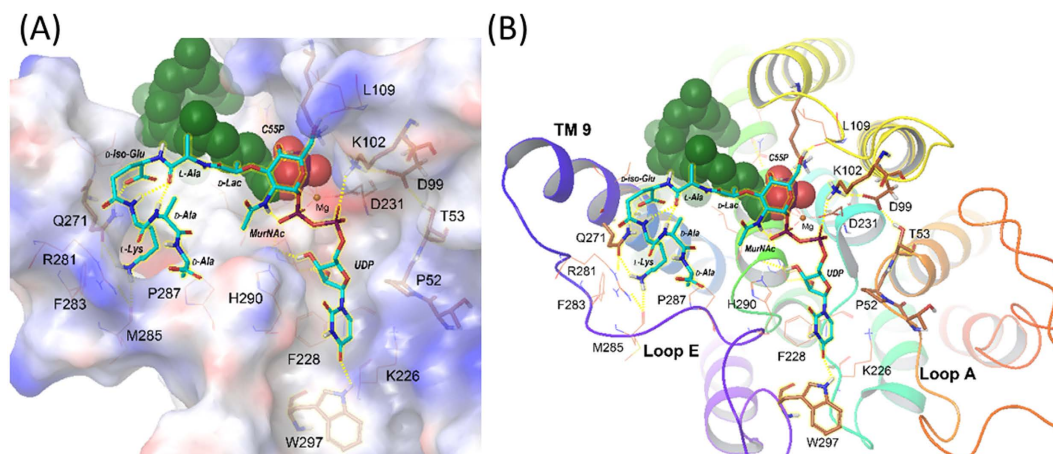 (A)
L109
C55P
K102
D-iso-Glu
L-Ala
D-Lac
D99
D231
Q271
D-Ala
Mg
T53
MurNAc
L-Lys
UDP
D-Ala
R281
P52
P287
H290
F283
M285
F228
K226
W297
(B)
L109
TM 9
C55P
K102
D-iso-Glu
L-Ala
D-Lac
D99
D231
Q271
D-Ala
Mg
T53
MurNAc
L-Lys
UDP
R281
D-Ala
P52
F283
P287
H290
M285
Loop E
F228
K226
Loop A
W297